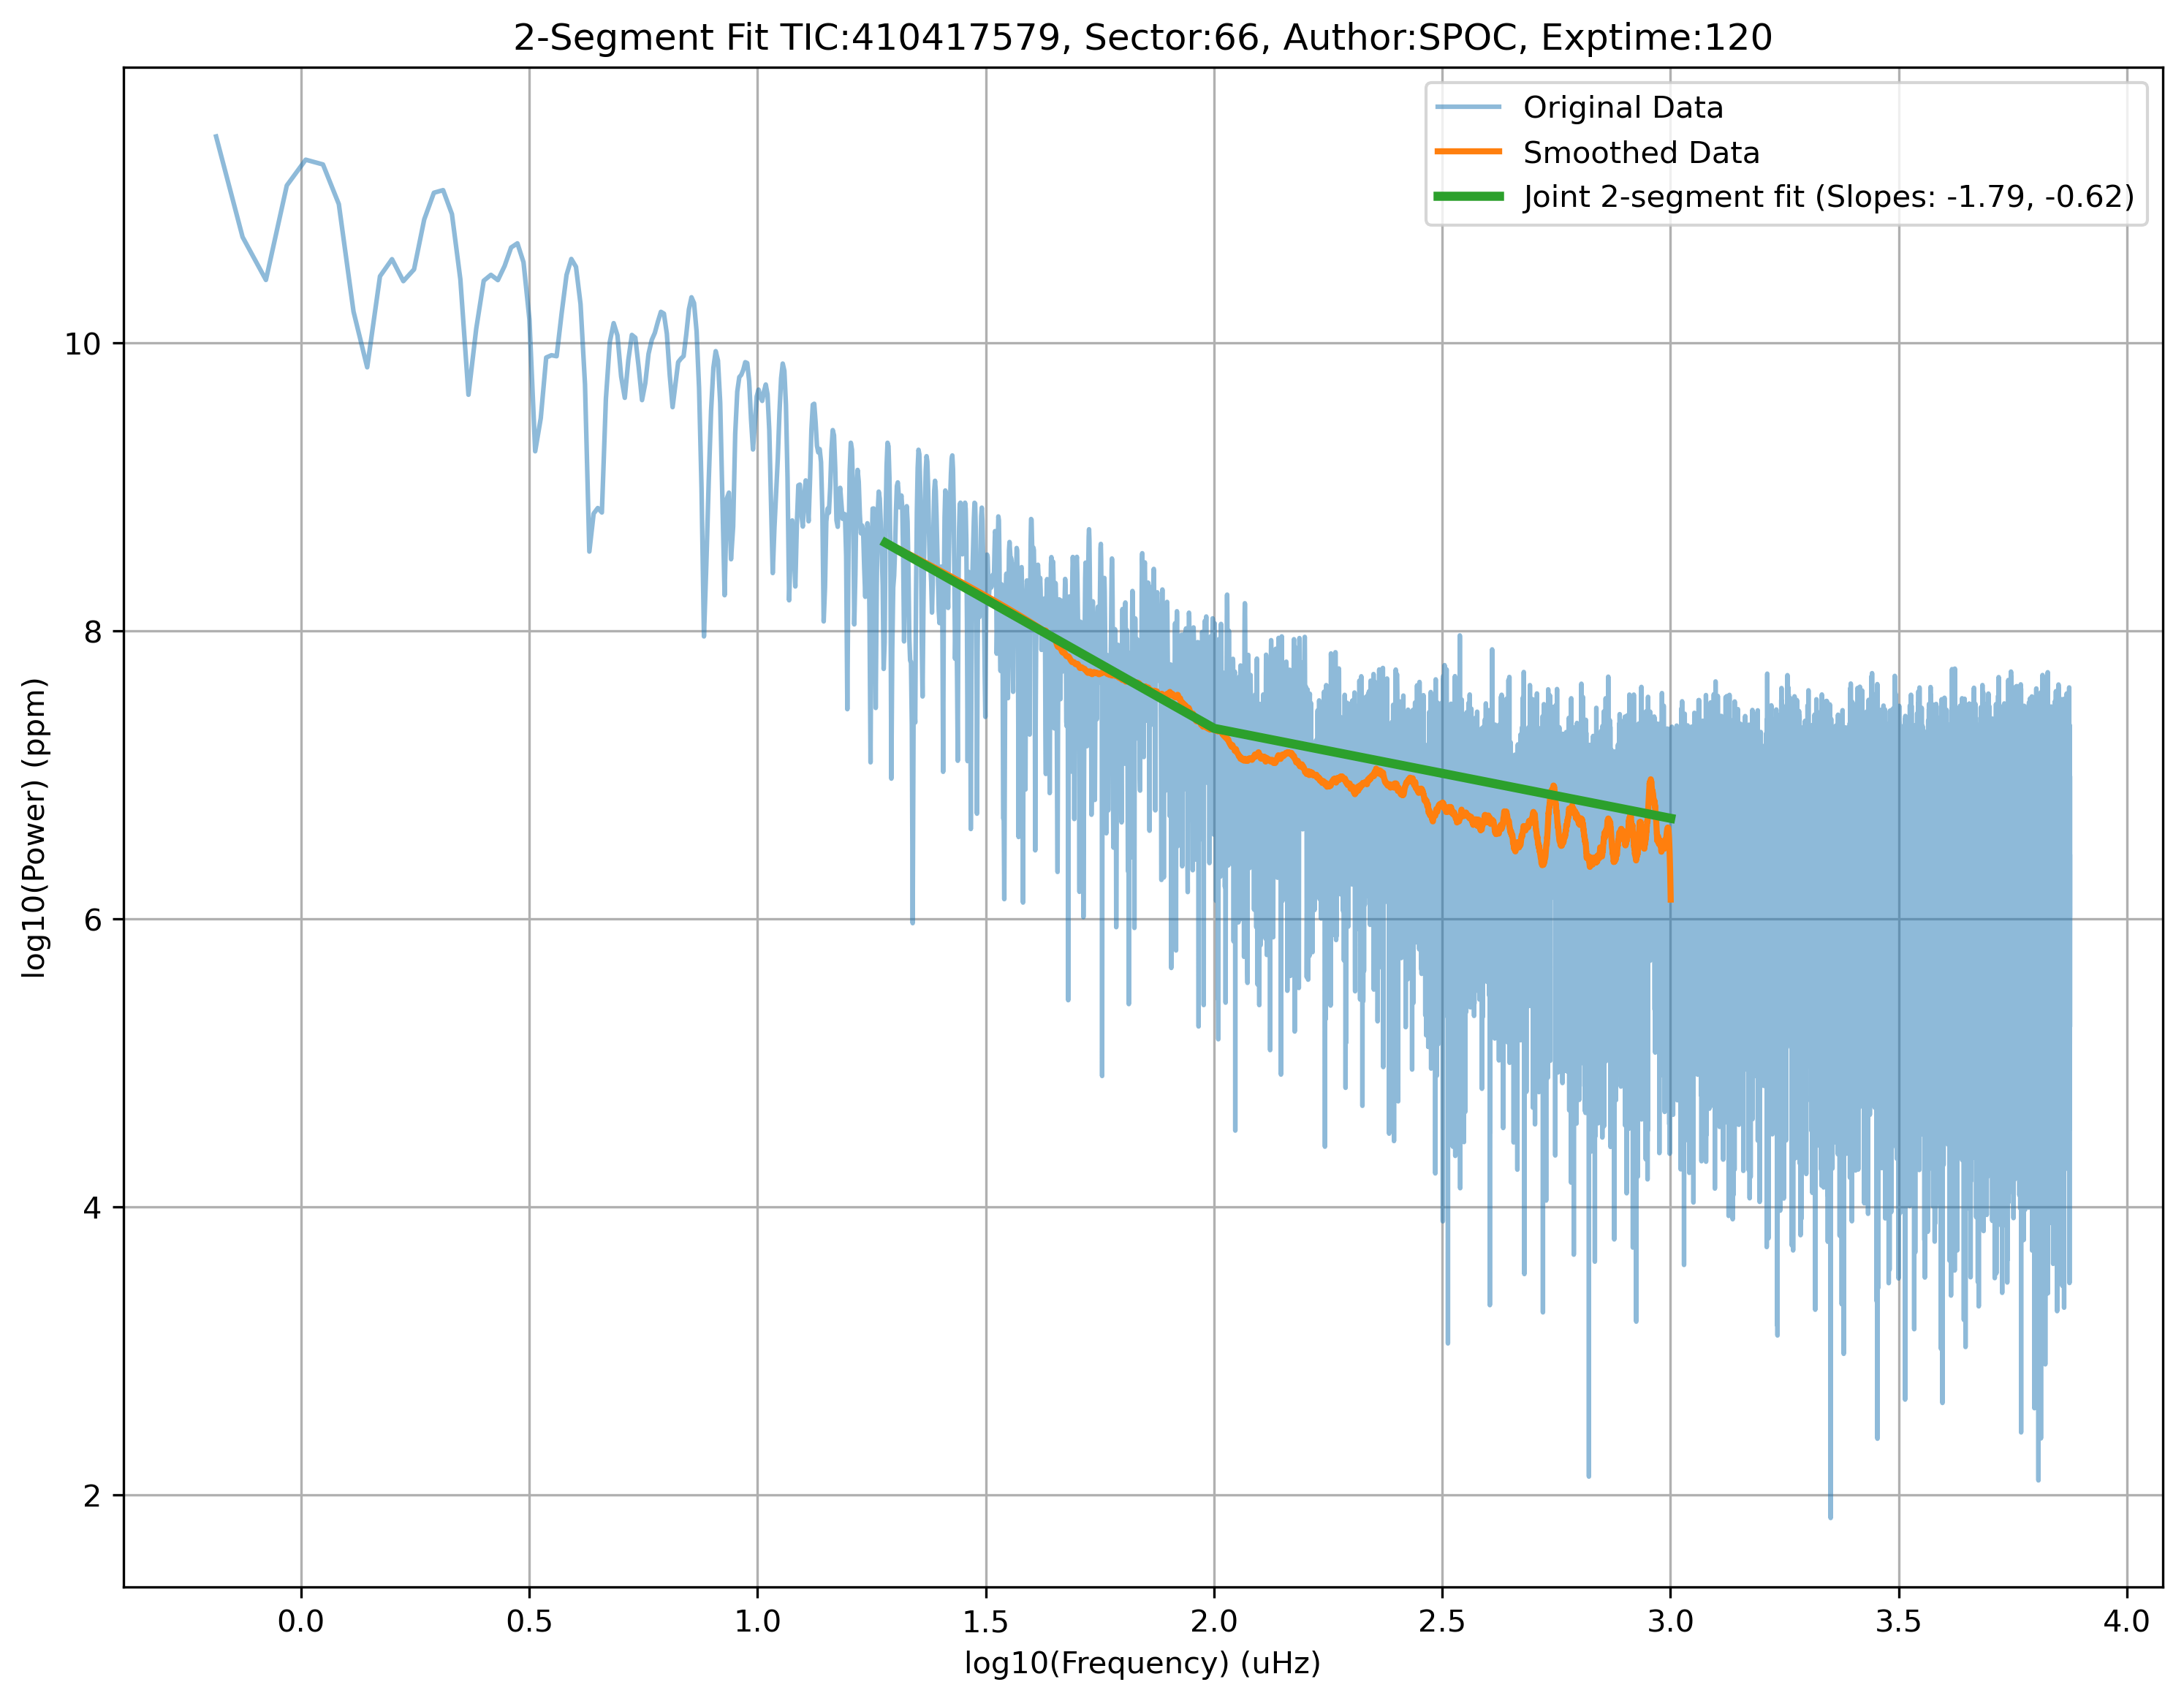 2-Segment Fit TIC:410417579, Sector:66, Author:SPOC, Exptime:120
Original Data
Smoothed Data
Joint 2-segment fit (Slopes: -1.79, -0.62)
log10(Power) (ppm)
10
8
6
4
2
0.0 0.5 1.0 1.5 2.0 2.5 3.0 3.5 4.0
log10(Frequency) (uHz)